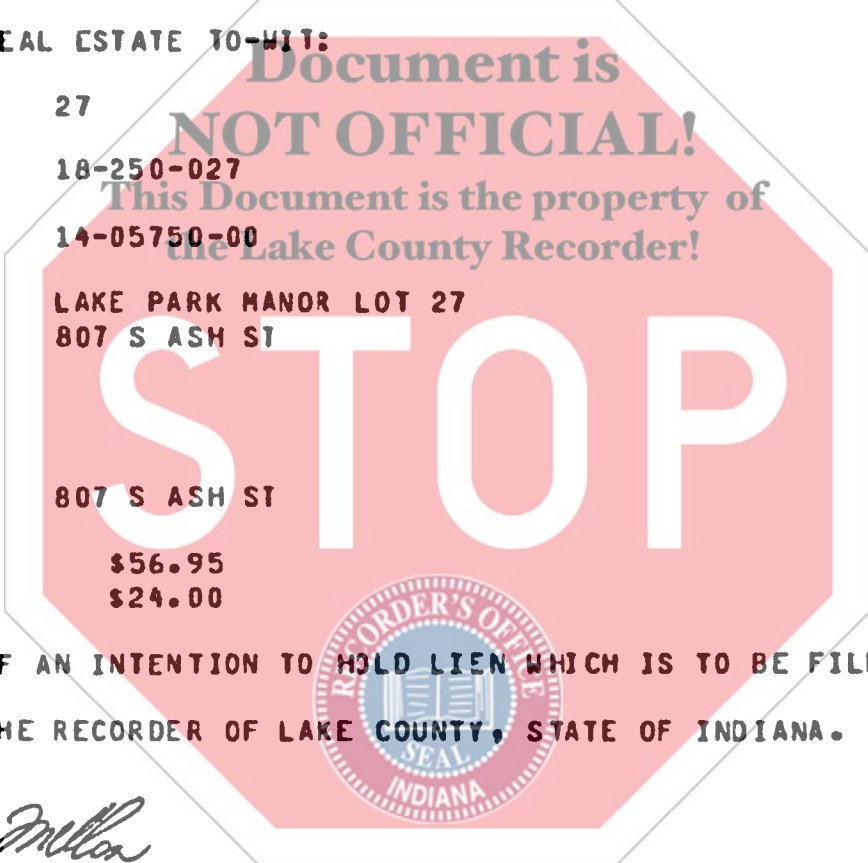 EAL ESTATE TO-WIT:
Document is
27
NOT OFFICIAL!
18-250-027
This Document is the property of
14-05750-00
the Lake County Recorder!
LAKE PARK MANOR LOT 27
807 S ASH ST
STOP
807 S ASH ST
$56.95
$24.00
RECORDER'S OFFICE
F AN INTENTION TO HOLD LIEN WHICH IS TO BE FIL
HE RECORDER OF LAKE COUNTY, STATE OF INDIANA.
SEAL
INDIANA